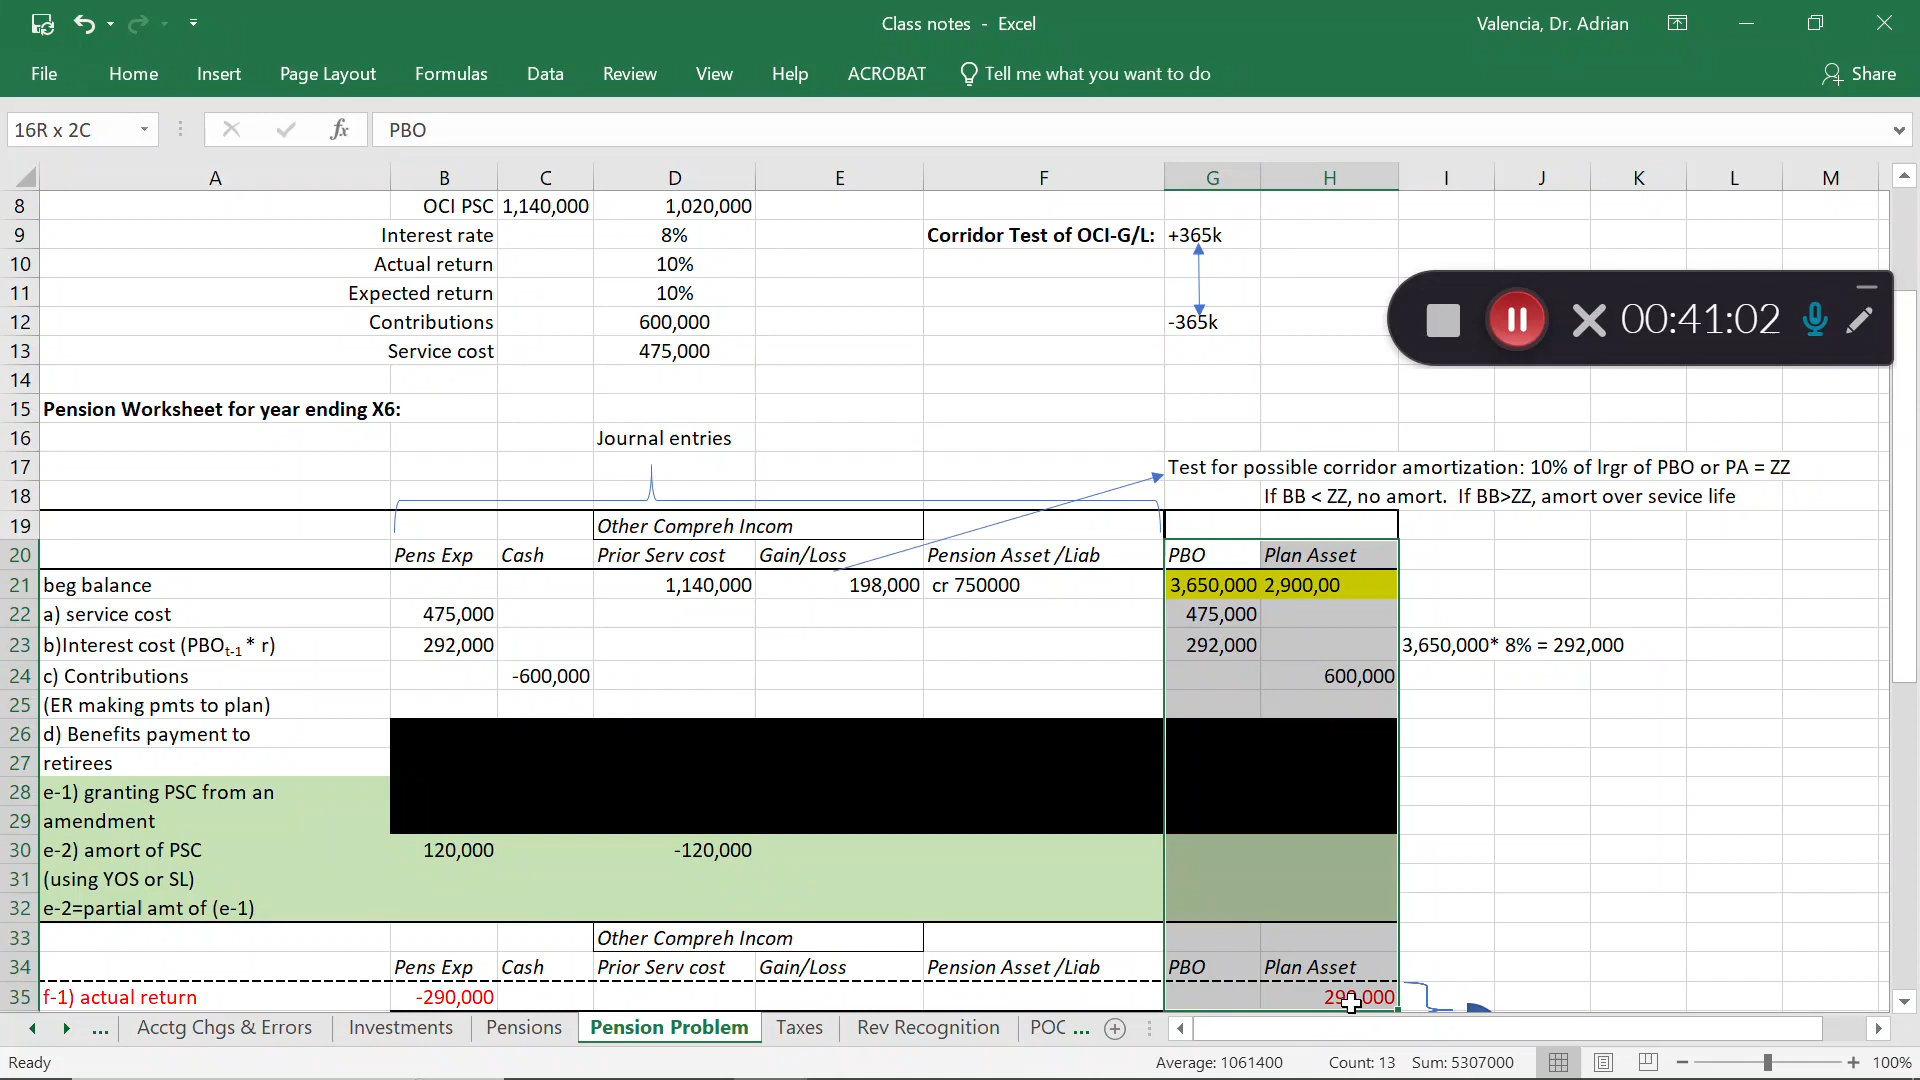 Class notes - Excel
Valencia, Dr. Adrian
File Home Insert Page Layout Formulas Data Review View Help ACROBAT Tell me what you want to do Share
16R x 2C fx PBO
A B C D E F G H I J K L M
8 OCI PSC 1,140,000 1,020,000
9 Interest rate 8% Corridor Test of OCI-G/L: +365k
10 Actual return 10%
11 Expected return 10%
12 Contributions 600,000 -365k
13 Service cost 475,000
00:41:02
14
15 Pension Worksheet for year ending X6:
16 Journal entries
17 Test for possible corridor amortization: 10% of lrgr of PBO or PA = ZZ
18 If BB < ZZ, no amort. If BB>ZZ, amort over sevice life
19 Other Compreh Incom
20 Pens Exp Cash Prior Serv cost Gain/Loss Pension Asset /Liab PBO Plan Asset
21 beg balance 1,140,000 198,000 cr 750000 3,650,000 2,900,00
22 a) service cost 475,000 475,000
23 b)Interest cost (PBOt-1 * r) 292,000 292,000 3,650,000* 8% = 292,000
24 c) Contributions -600,000 600,000
25 (ER making pmts to plan)
26 d) Benefits payment to
27 retirees
28 e-1) granting PSC from an
29 amendment
30 e-2) amort of PSC 120,000 -120,000
31 (using YOS or SL)
32 e-2=partial amt of (e-1)
33 Other Compreh Incom
34 Pens Exp Cash Prior Serv cost Gain/Loss Pension Asset /Liab PBO Plan Asset
35 f-1) actual return -290,000 290,000
... Acctg Chgs & Errors Investments Pensions Pension Problem Taxes Rev Recognition POC ...
Ready Average: 1061400 Count: 13 Sum: 5307000 100%